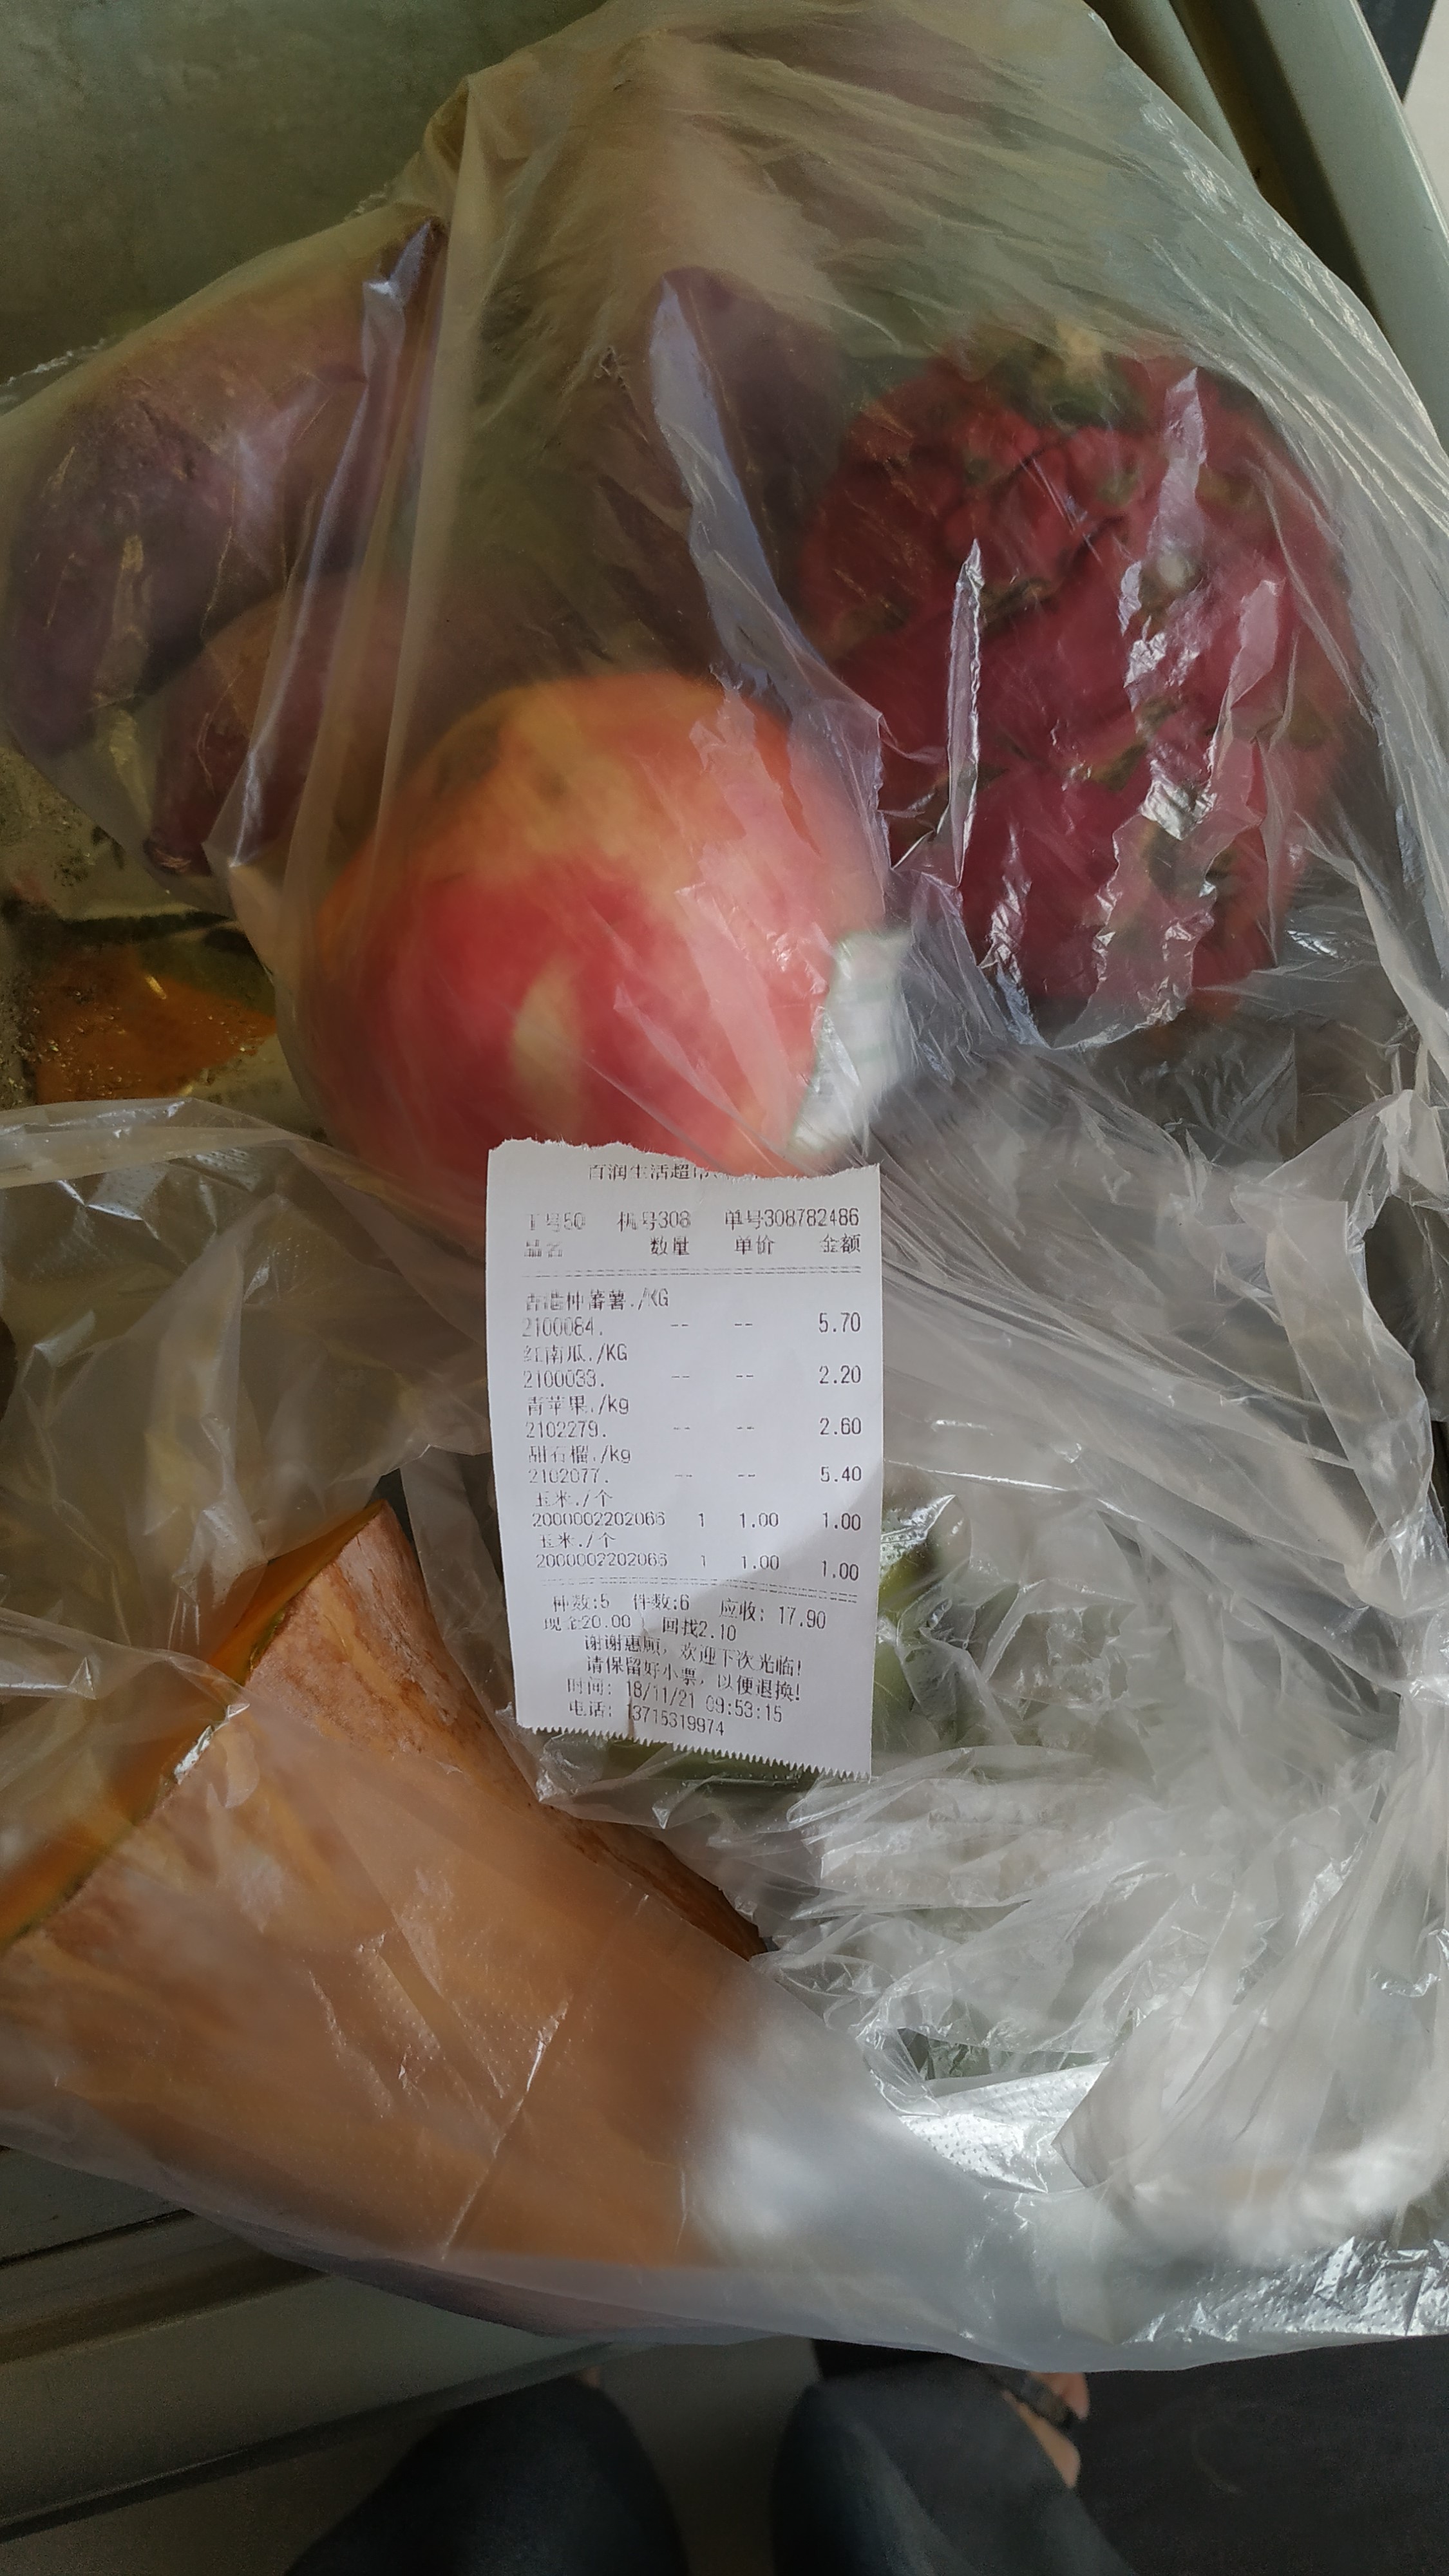 百润生活超市
工号50 机号308 单号308782486
品名 数量 单价 金额
番薯./KG
2100084. -- -- 5.70
红南瓜./KG
2100033. -- -- 2.20
青苹果./kg
2102279. -- -- 2.60
甜石榴./kg
2102077. -- -- 5.40
玉米./个
2000002202066 1 1.00 1.00
玉米./个
2000002202066 1 1.00 1.00
种数:5 件数:6 应收: 17.90
现金20.00 回找2.10
谢谢惠顾, 欢迎下次光临!
请保留好小票, 以便退换!
时间: 18/11/21 09:53:15
电话: 13715319974